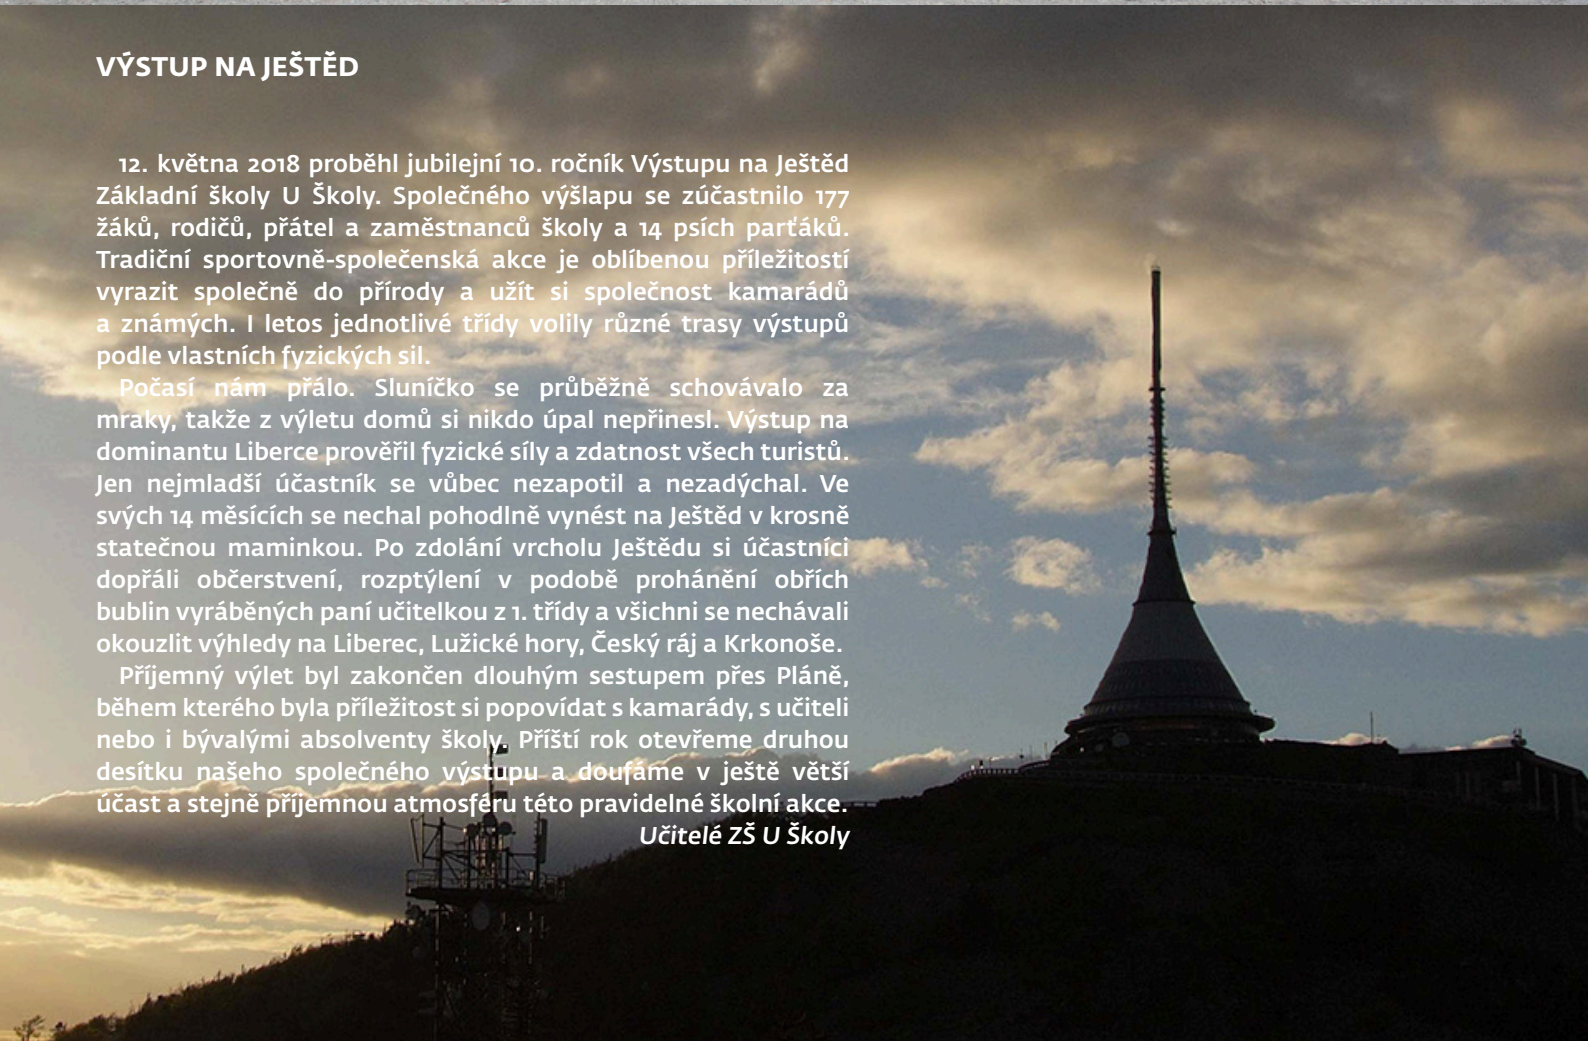 VÝSTUP NA JEŠTĚD
12. května 2018 proběhl jubilejní 10. ročník Výstupu na Ještěd
Základní školy U Školy. Společného výšlapu se zúčastnilo 177
žáků, rodičů, přátel a zaměstnanců školy a 14 psích parťáků.
Tradiční sportovně-společenská akce je oblíbenou příležitostí
vyrazit společně do přírody a užít si společnost kamarádů
a známých. I letos jednotlivé třídy volily různé trasy výstupů
podle vlastních fyzických sil.
Počasí nám přálo. Sluníčko se průběžně schovávalo za
mraky, takže z výletu domů si nikdo úpal nepřinesl. Výstup na
dominantu Liberce prověřil fyzické síly a zdatnost všech turistů.
Jen nejmladší účastník se vůbec nezapotil a nezadýchal. Ve
svých 14 měsících se nechal pohodlně vynést na Ještěd v krosně
statečnou maminkou. Po zdolání vrcholu Ještědu si účastníci
dopřáli občerstvení, rozptýlení v podobě prohánění obřích
bublin vyráběných paní učitelkou z 1. třídy a všichni se nechávali
okouzlit výhledy na Liberec, Lužické hory, Český ráj a Krkonoše.
Příjemný výlet byl zakončen dlouhým sestupem přes Pláně,
během kterého byla příležitost si popovídat s kamarády, s učiteli
nebo i bývalými absolventy školy. Příští rok otevřeme druhou
desítku našeho společného výstupu a doufáme v ještě větší
účast a stejně příjemnou atmosféru této pravidelné školní akce.
Učitelé ZŠ U Školy